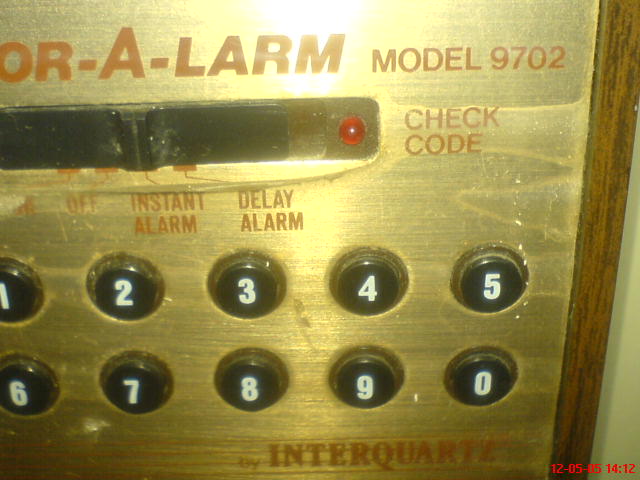 OR-A-LARM MODEL 9702
CHECK
CODE
OFF INSTANT DELAY
ALARM ALARM
1 2 3 4 5
6 7 8 9 0
by INTERQUARTZ
12-05-05 14:12